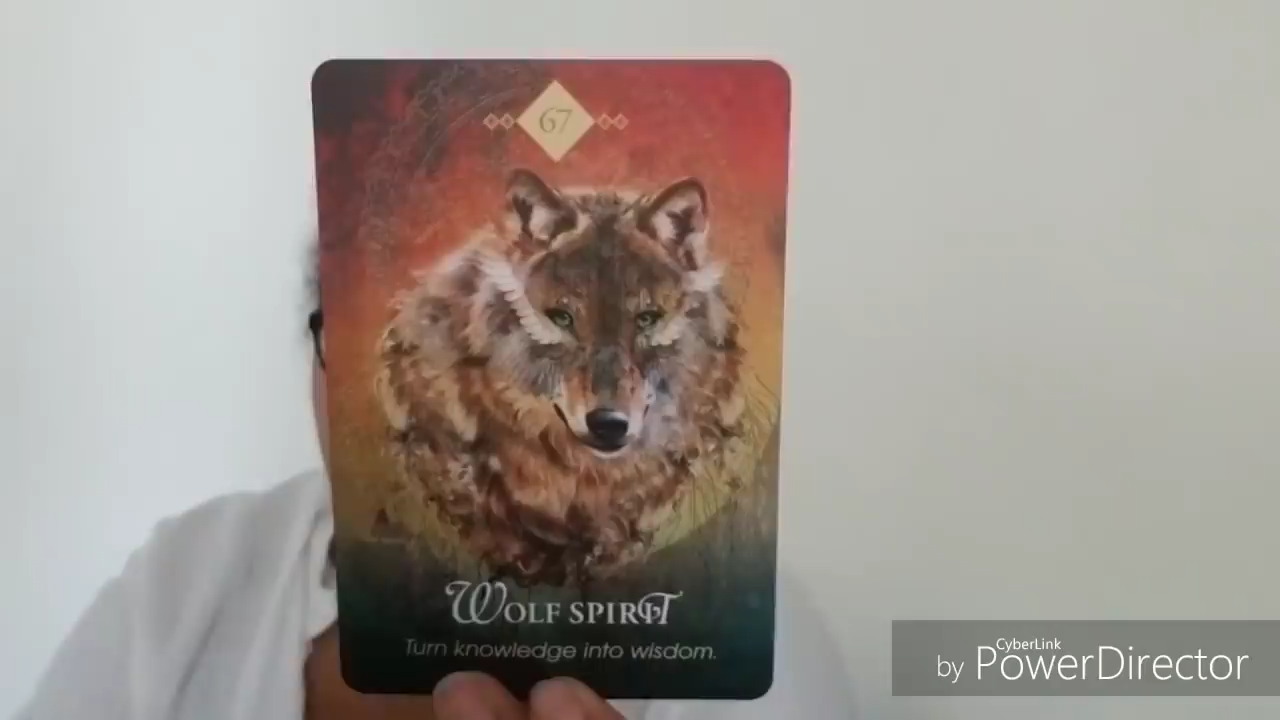 67
WOLF SPIRIT
Turn knowledge into wisdom.
CyberLink
by PowerDirector